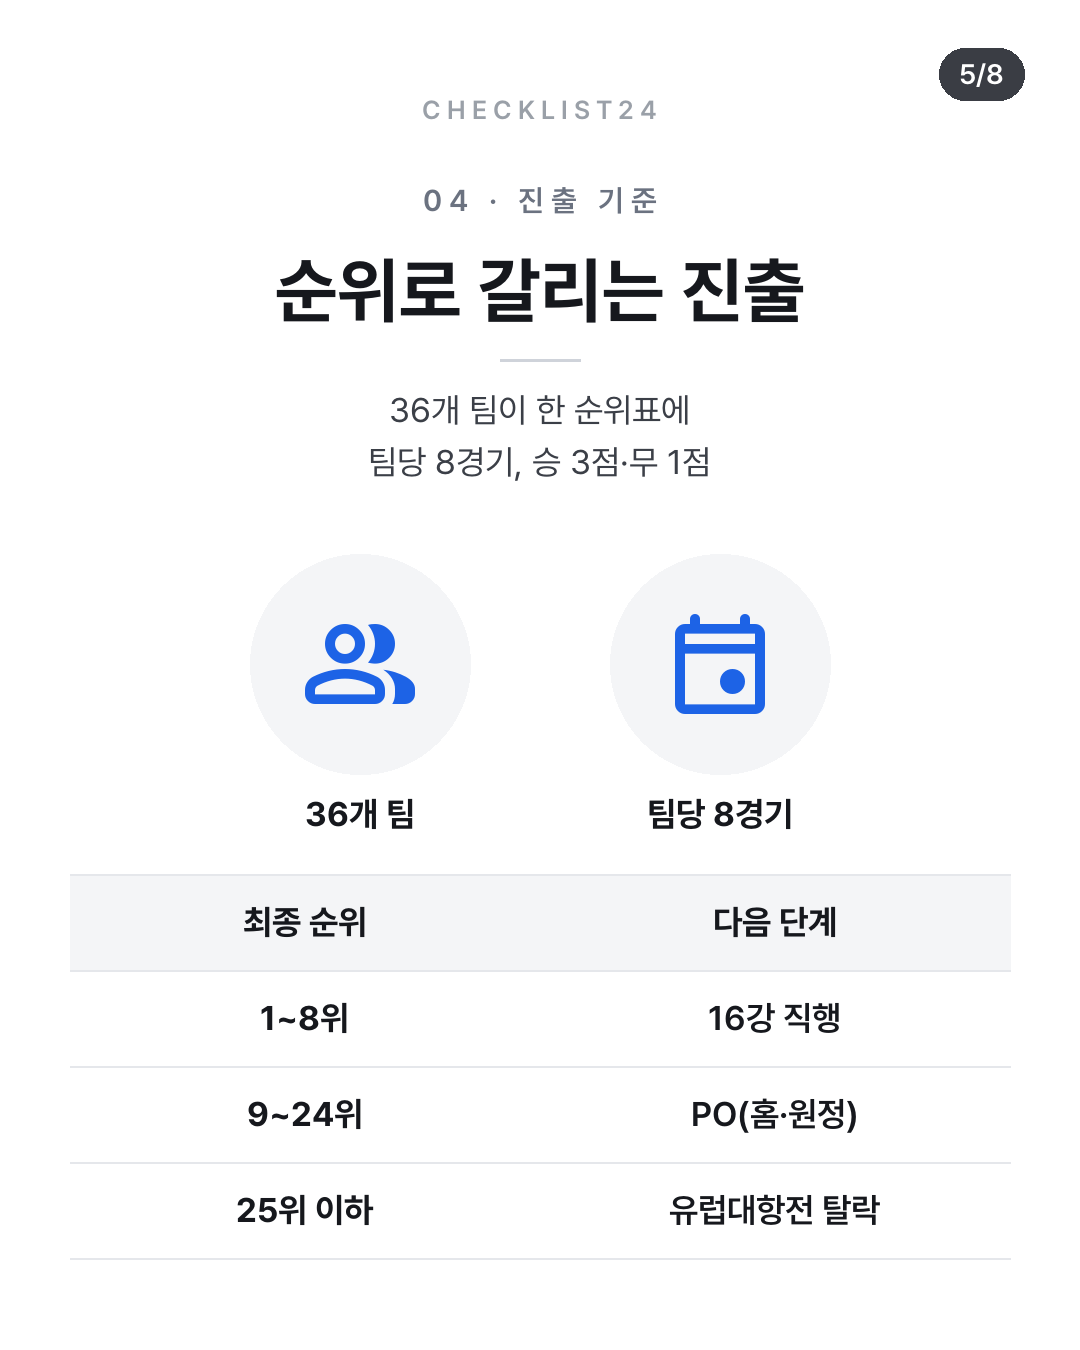 5/8
CHECKLIST24
04 · 진출 기준
순위로 갈리는 진출
36개 팀이 한 순위표에
팀당 8경기, 승 3점·무 1점
36개 팀
팀당 8경기
최종 순위
다음 단계
1~8위
16강 직행
9~24위
PO(홈·원정)
25위 이하
유럽대항전 탈락